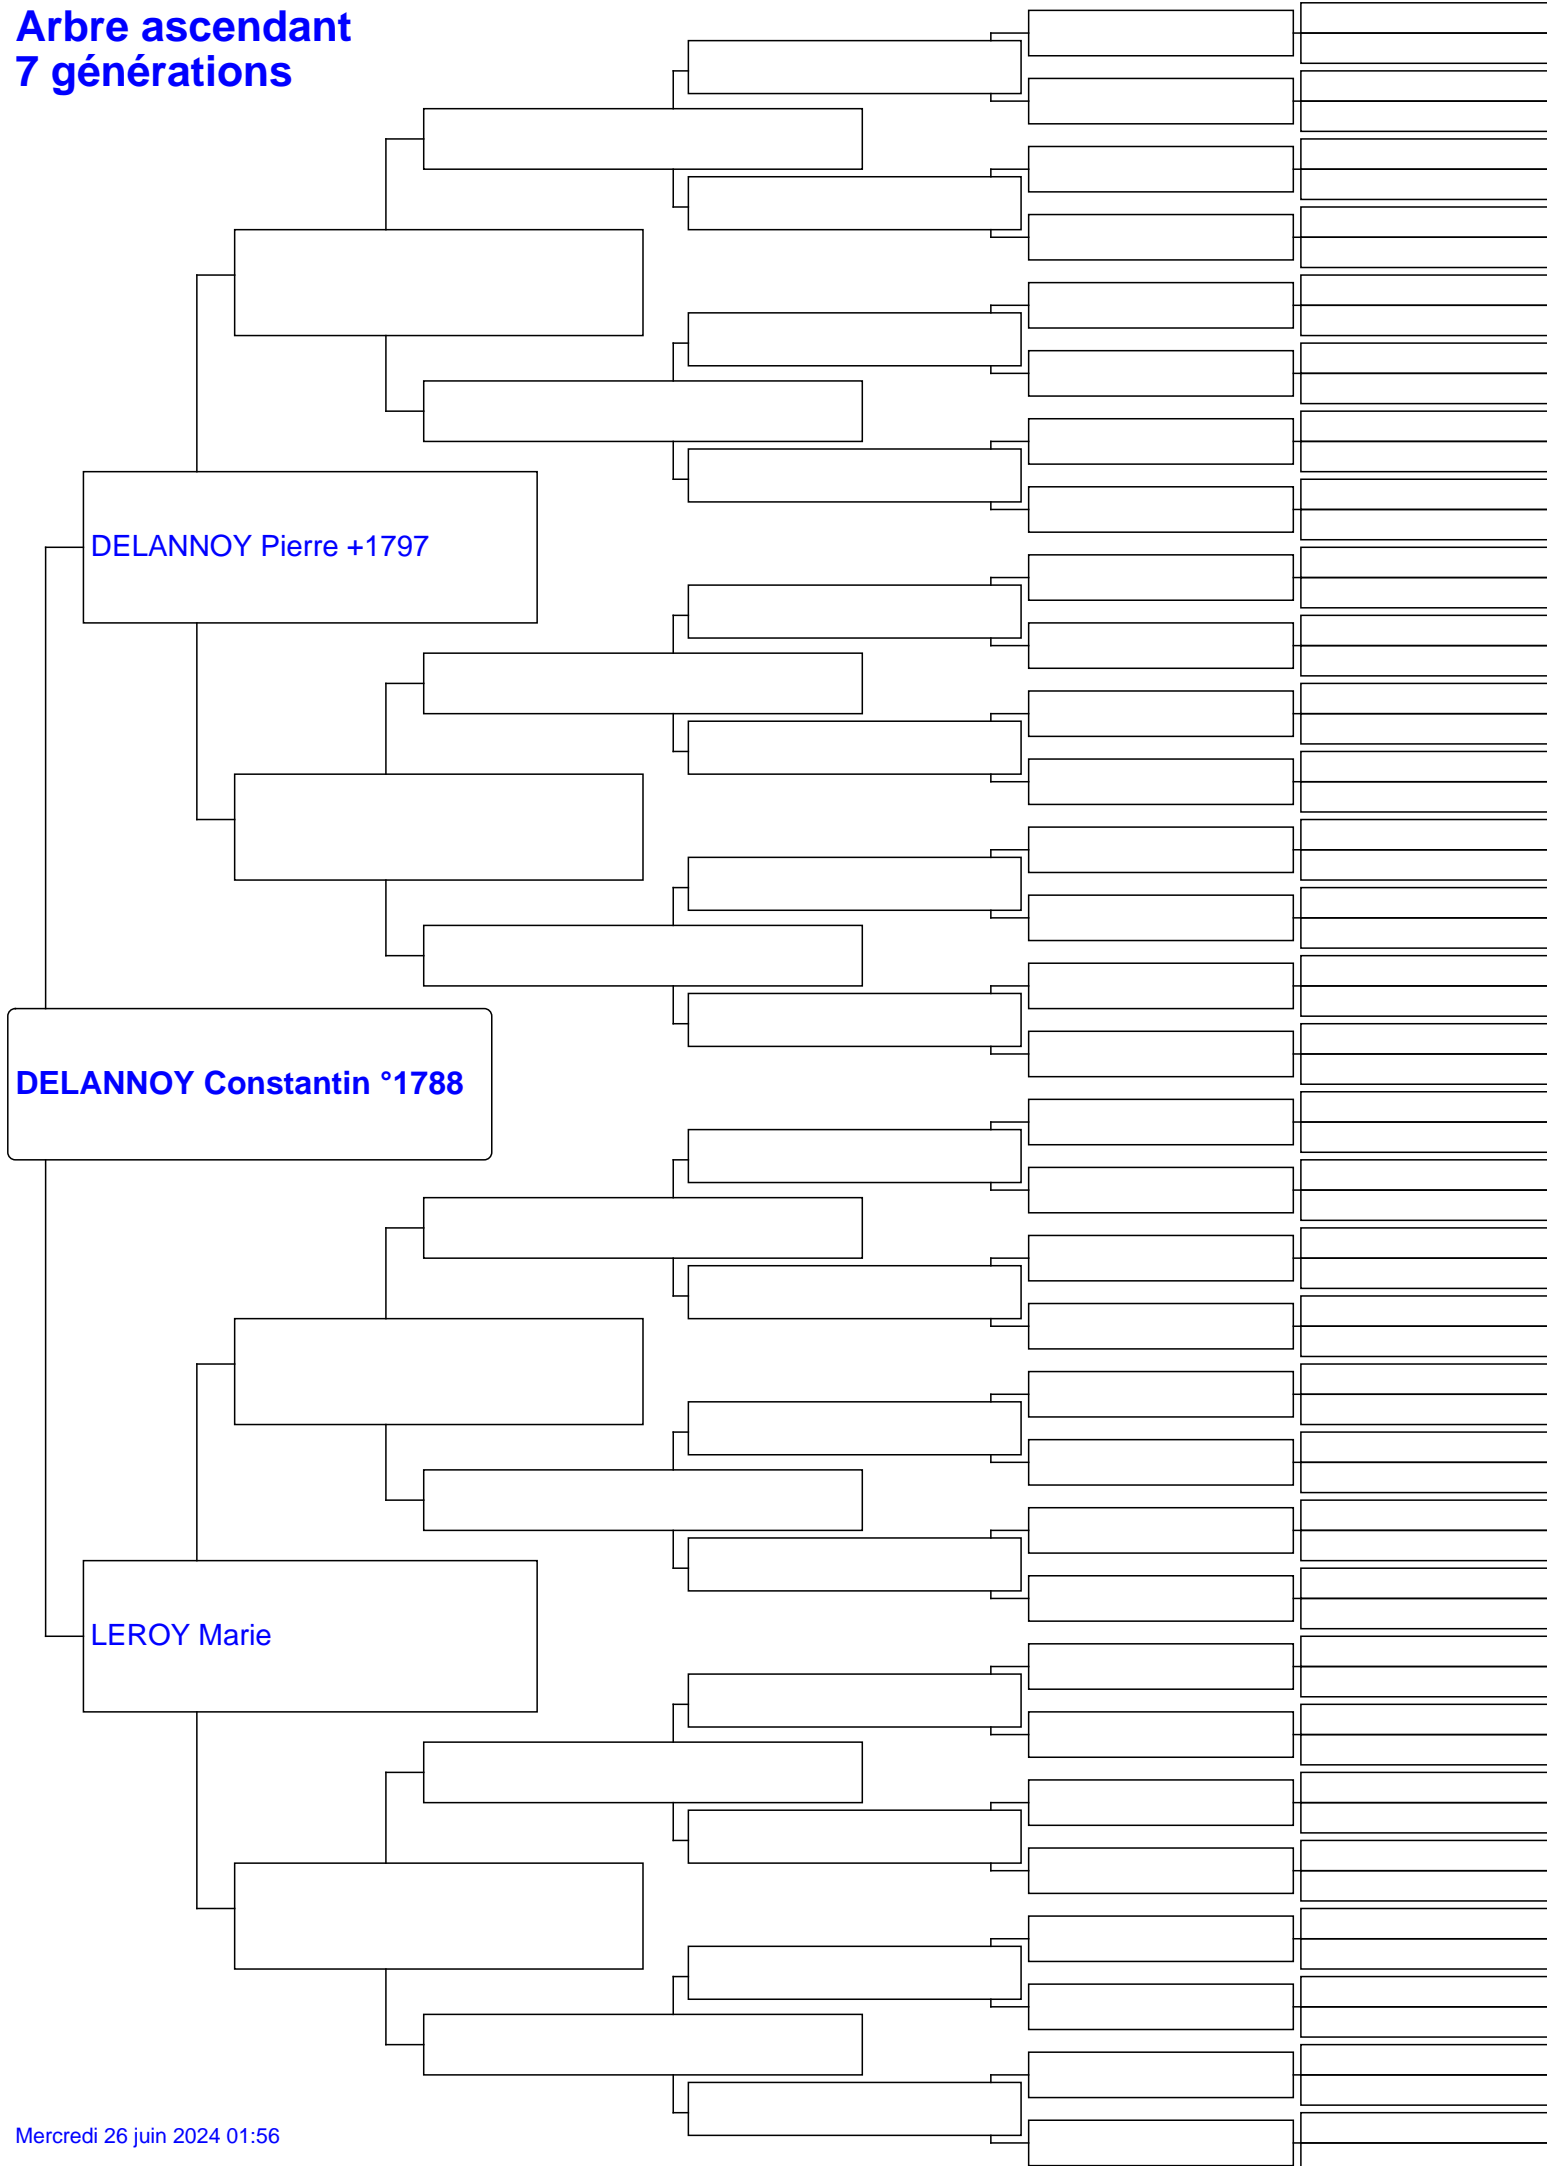 Arbre ascendant
7 générations
DELANNOY Pierre +1797
DELANNOY Constantin °1788
LEROY Marie
Mercredi 26 juin 2024 01:56